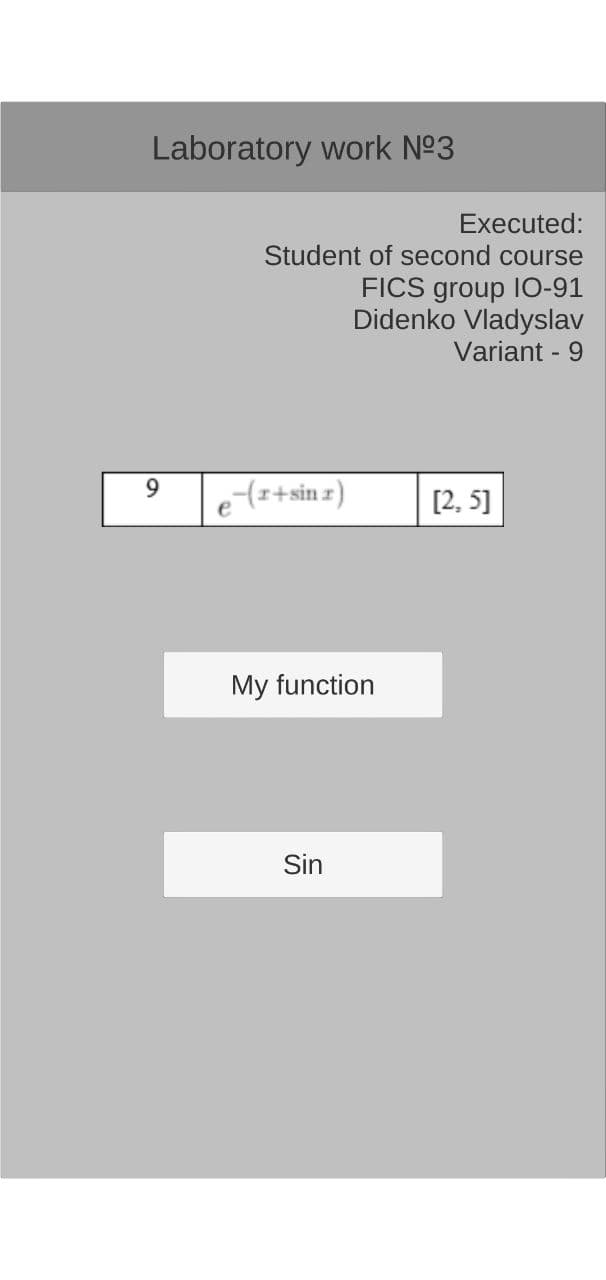 Laboratory work №3
Executed:
Student of second course
FICS group IO-91
Didenko Vladyslav
Variant - 9
9 e^{-(x+sin x)} [2, 5]
My function
Sin